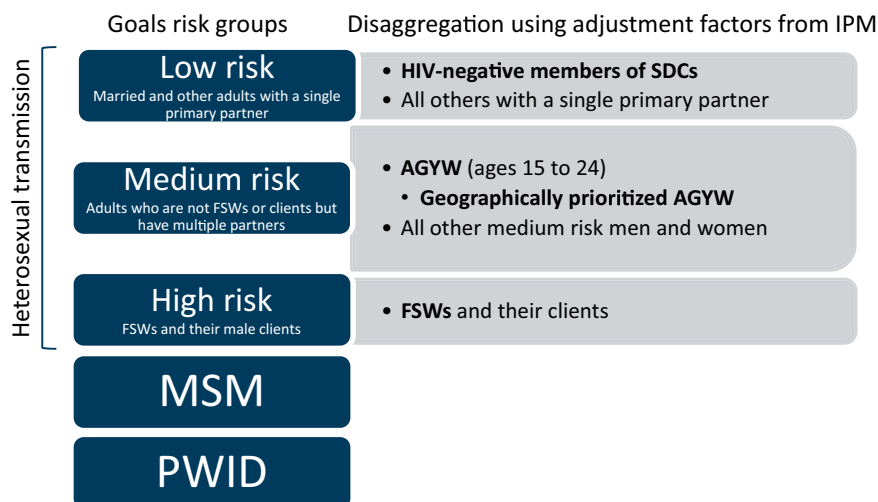 Goals risk groups
Disaggregation using adjustment factors from IPM
Heterosexual transmission
Low risk
Married and other adults with a single
primary partner
• HIV-negative members of SDCs
• All others with a single primary partner
Medium risk
Adults who are not FSWs or clients but
have multiple partners
• AGYW (ages 15 to 24)
• Geographically prioritized AGYW
• All other medium risk men and women
High risk
FSWs and their male clients
• FSWs and their clients
MSM
PWID